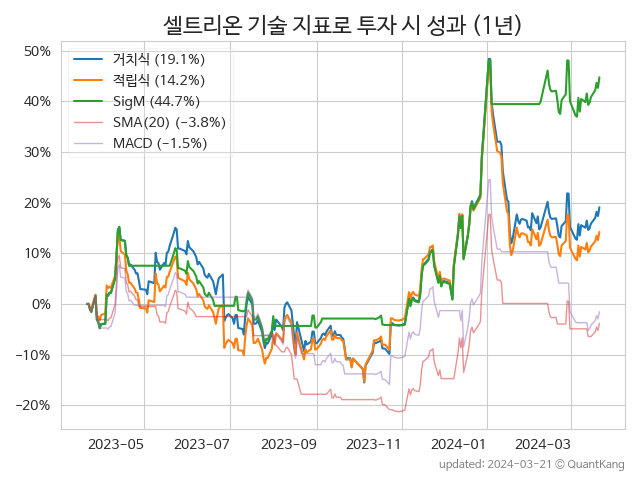 셀트리온 기술 지표로 투자 시 성과 (1년)
50%
40%
30%
20%
10%
0%
−10%
−20%
거치식 (19.1%)
적립식 (14.2%)
SigM (44.7%)
SMA(20) (−3.8%)
MACD (−1.5%)
2023−05
2023−07
2023−09
2023−11
2024−01
2024−03
updated: 2024−03−21 © QuantKang